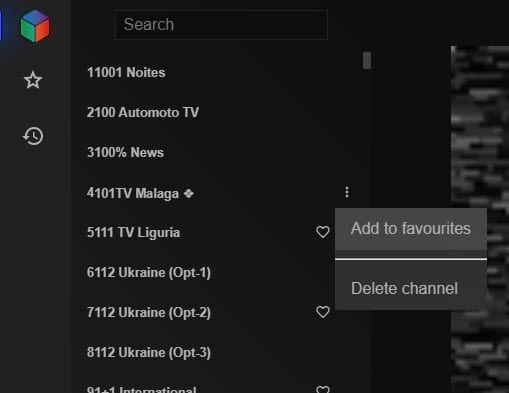 Search
11001 Noites
2100 Automoto TV
3100% News
4101TV Malaga ❖
5111 TV Liguria
Add to favourites
6112 Ukraine (Opt-1)
Delete channel
7112 Ukraine (Opt-2)
8112 Ukraine (Opt-3)
91+1 International